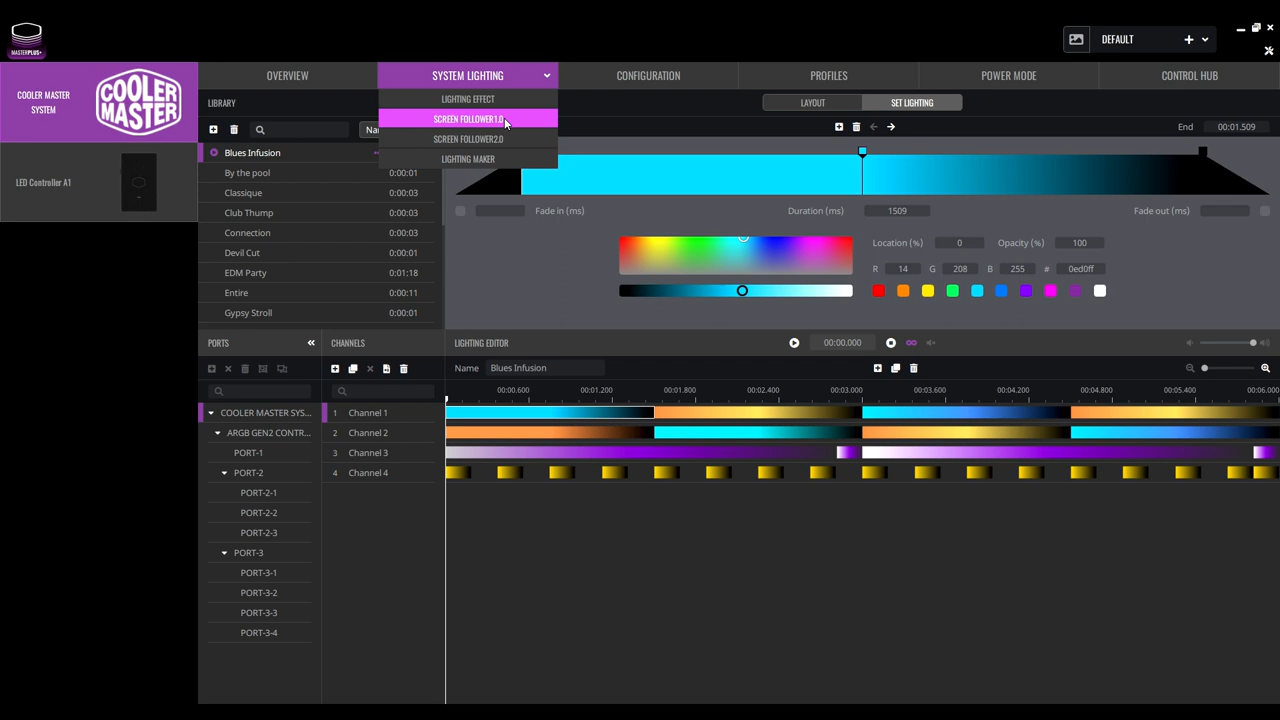 MASTERPLUS+
DEFAULT
COOLER MASTER
SYSTEM
COOLER
MASTER
LED Controller A1
OVERVIEW
SYSTEM LIGHTING
CONFIGURATION
PROFILES
POWER MODE
CONTROL HUB
LIGHTING EFFECT
SCREEN FOLLOWER1.0
SCREEN FOLLOWER2.0
LIGHTING MAKER
LIBRARY
LAYOUT
SET LIGHTING
End 00:01.509
Blues Infusion
By the pool 0:00:01
Classique 0:00:03
Club Thump 0:00:03
Connection 0:00:03
Devil Cut 0:00:01
EDM Party 0:01:18
Entire 0:00:11
Gypsy Stroll 0:00:01
Fade in (ms)
Duration (ms) 1509
Fade out (ms)
Location (%) 0 Opacity (%) 100
R 14 G 208 B 255 # 0ed0ff
PORTS
CHANNELS
LIGHTING EDITOR
00:00.000
Name Blues Infusion
00:00.600 00:01.200 00:01.800 00:02.400 00:03.000 00:03.600 00:04.200 00:04.800 00:05.400 00:06.000
COOLER MASTER SYS...
ARGB GEN2 CONTR...
PORT-1
PORT-2
PORT-2-1
PORT-2-2
PORT-2-3
PORT-3
PORT-3-1
PORT-3-2
PORT-3-3
PORT-3-4
1 Channel 1
2 Channel 2
3 Channel 3
4 Channel 4